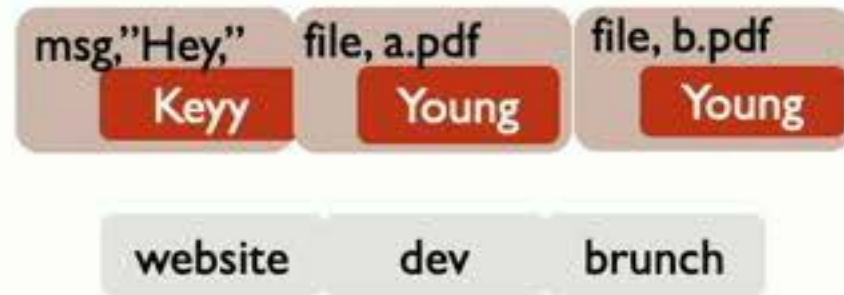 msg,”Hey,”
Keyy
file, a.pdf
Young
file, b.pdf
Young
website
dev
brunch